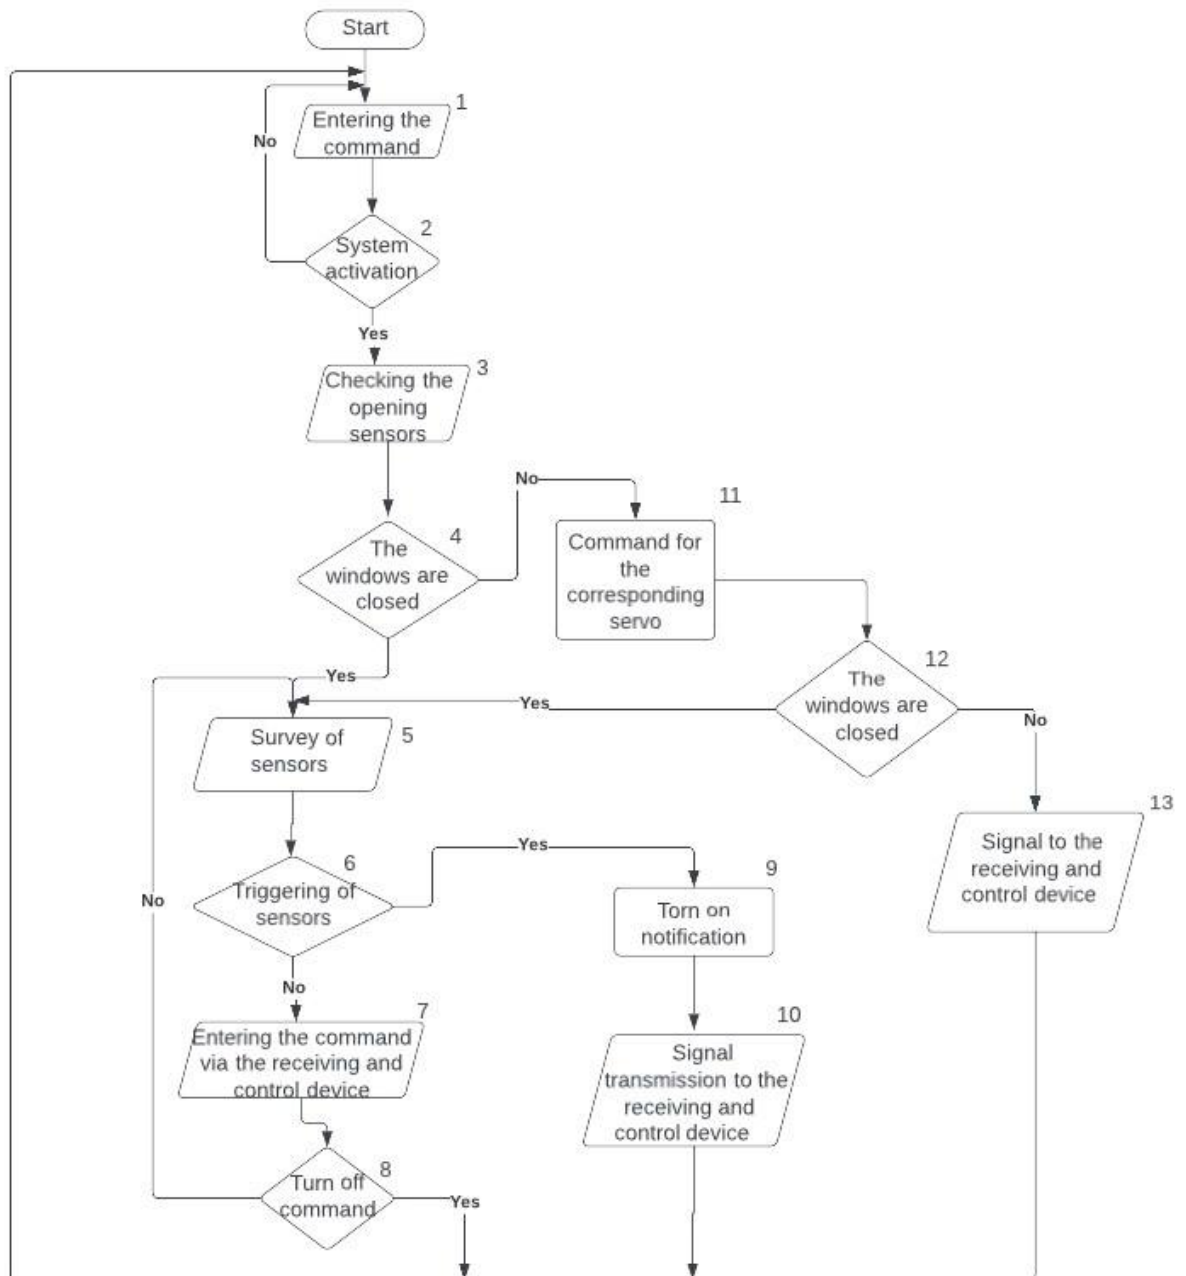 Start
1
Entering the
command
No
2
System
activation
Yes
3
Checking the
opening
sensors
No
11
4
The
windows are
closed
Command for
the
corresponding
servo
12
Yes
The
windows are
closed
Yes
No
5
Survey of
sensors
13
Signal to the
receiving and
control device
Yes
6
Triggering of
sensors
9
Torn on
notification
No
No
7
Entering the command
via the receiving and
control device
10
Signal
transmission to the
receiving and
control device
8
Turn off
command
Yes